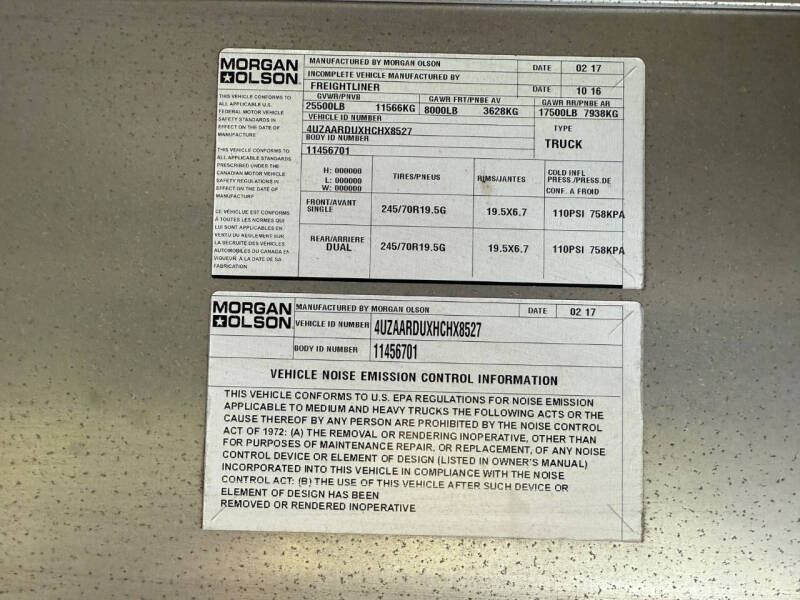 MORGAN OLSON MANUFACTURED BY MORGAN OLSON DATE 02 17
INCOMPLETE VEHICLE MANUFACTURED BY
FREIGHTLINER DATE 10 16
GVWR/PNVB GAWR FRT/PNBE AV GAWR RR/PNBE AR
25500LB 11566KG 8000LB 3628KG 17500LB 7938KG
VEHICLE ID NUMBER TYPE
4UZAARDUXHCHX8527
BODY ID NUMBER TRUCK
11456701
THIS VEHICLE CONFORMS TO
ALL APPLICABLE U.S.
FEDERAL MOTOR VEHICLE
SAFETY STANDARDS IN
EFFECT ON THE DATE OF
MANUFACTURE
THIS VEHICLE CONFORMS TO
ALL APPLICABLE STANDARDS
PRESCRIBED UNDER THE
CANADIAN MOTOR VEHICLE
SAFETY REGULATIONS IN
EFFECT ON THE DATE OF
MANUFACTURE
CE VÉHICLUE EST CONFORMS
À TOUTES LES NORMES QUI
LUI SONT APPLICABLES EN
VERTU DU REGLEMENT SUR
LA SECRUITE DES VÉHICLES
AUTOMOBILES DU CANADA EN
VIGUEUR À LA DATE DE SA
FABRICATION
H: 000000
L: 000000
W: 000000
TIRES/PNEUS RIMS/JANTES COLD INFL
PRESS./PRESS.DE
CONF. A FROID
FRONT/AVANT
SINGLE 245/70R19.5G 19.5X6.7 110PSI 758KPA
REAR/ARRIERE
DUAL 245/70R19.5G 19.5X6.7 110PSI 758KPA
MORGAN OLSON MANUFACTURED BY MORGAN OLSON DATE 02 17
VEHICLE ID NUMBER 4UZAARDUXHCHX8527
BODY ID NUMBER 11456701
VEHICLE NOISE EMISSION CONTROL INFORMATION
THIS VEHICLE CONFORMS TO U.S. EPA REGULATIONS FOR NOISE EMISSION
APPLICABLE TO MEDIUM AND HEAVY TRUCKS THE FOLLOWING ACTS OR THE
CAUSE THEREOF BY ANY PERSON ARE PROHIBITED BY THE NOISE CONTROL
ACT OF 1972: (A) THE REMOVAL OR RENDERING INOPERATIVE, OTHER THAN
FOR PURPOSES OF MAINTENANCE REPAIR, OR REPLACEMENT, OF ANY NOISE
CONTROL DEVICE OR ELEMENT OF DESIGN (LISTED IN OWNER'S MANUAL)
INCORPORATED INTO THIS VEHICLE IN COMPLIANCE WITH THE NOISE
CONTROL ACT: (B) THE USE OF THIS VEHICLE AFTER SUCH DEVICE OR
ELEMENT OF DESIGN HAS BEEN
REMOVED OR RENDERED INOPERATIVE